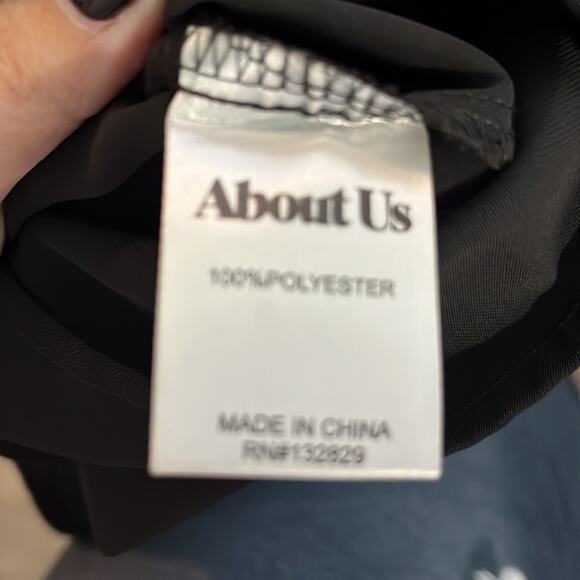 About Us
100%POLYESTER
MADE IN CHINA
RN#132829